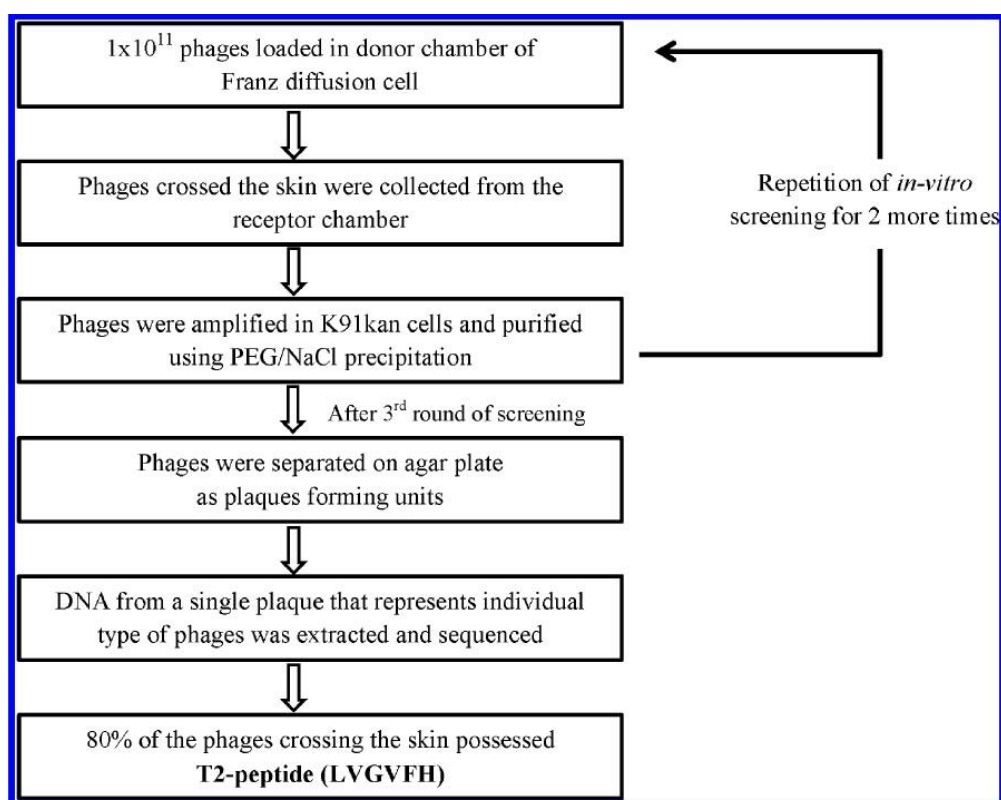 1x10¹¹ phages loaded in donor chamber of
Franz diffusion cell
Phages crossed the skin were collected from the
receptor chamber
Repetition of in-vitro
screening for 2 more times
Phages were amplified in K91kan cells and purified
using PEG/NaCl precipitation
After 3rd round of screening
Phages were separated on agar plate
as plaques forming units
DNA from a single plaque that represents individual
type of phages was extracted and sequenced
80% of the phages crossing the skin possessed
T2-peptide (LVGVFH)